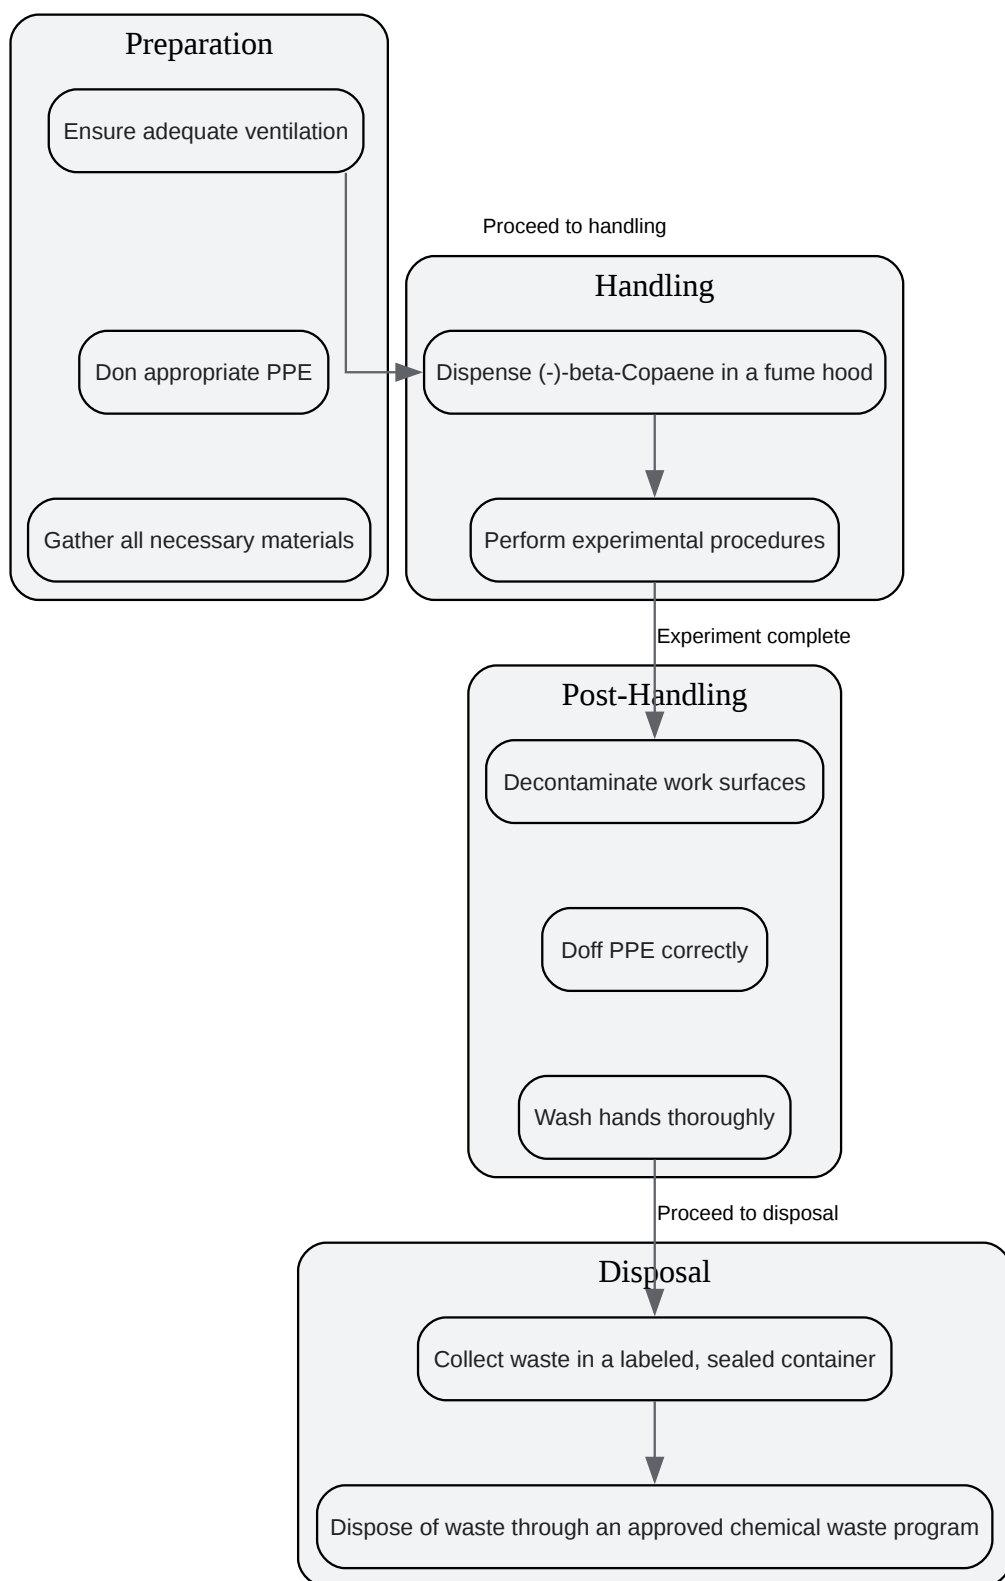 Preparation
Ensure adequate ventilation
Don appropriate PPE
Gather all necessary materials
Proceed to handling
Handling
Dispense (-)-beta-Copaene in a fume hood
Perform experimental procedures
Experiment complete
Post-Handling
Decontaminate work surfaces
Doff PPE correctly
Wash hands thoroughly
Proceed to disposal
Disposal
Collect waste in a labeled, sealed container
Dispose of waste through an approved chemical waste program